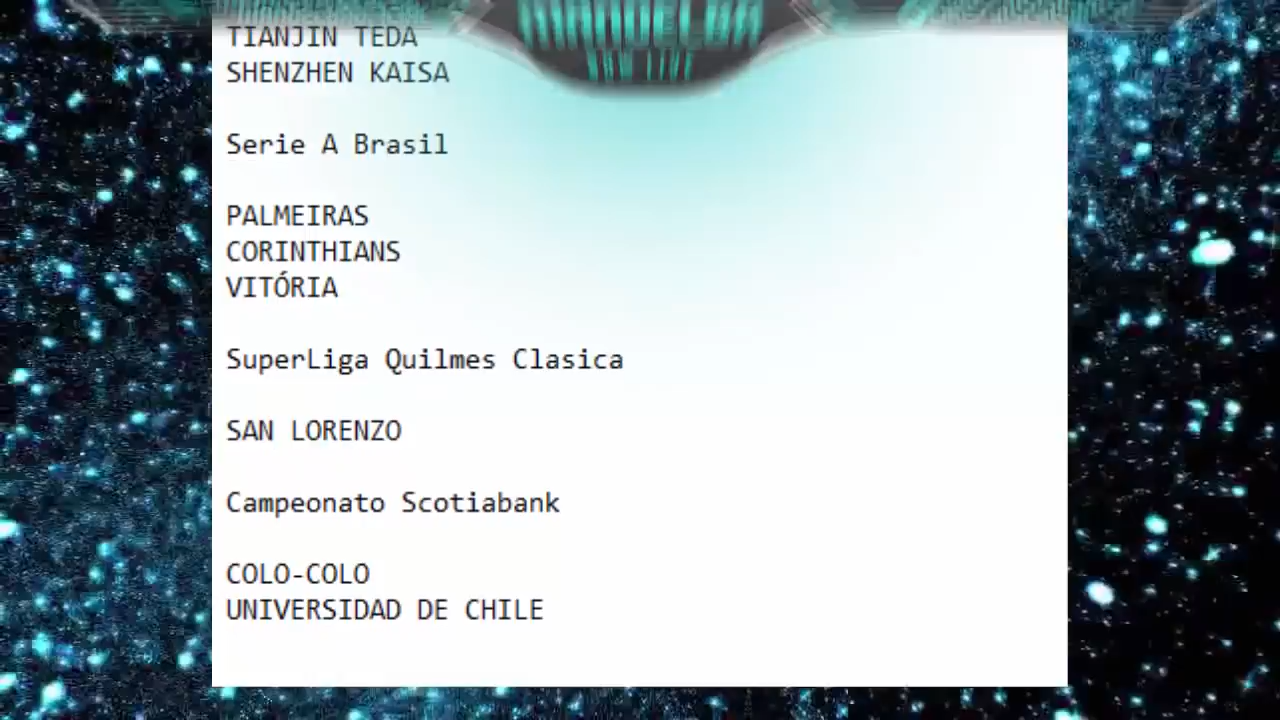 TIANJIN TEDA
SHENZHEN KAISA
Serie A Brasil
PALMEIRAS
CORINTHIANS
VITÓRIA
SuperLiga Quilmes Clasica
SAN LORENZO
Campeonato Scotiabank
COLO-COLO
UNIVERSIDAD DE CHILE